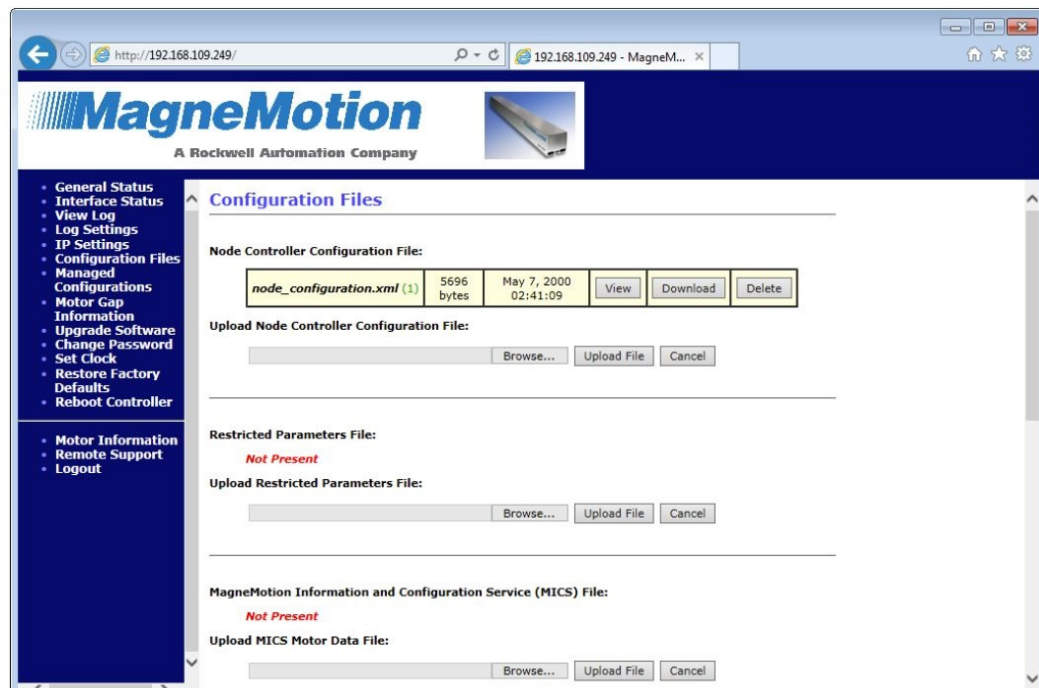 http://192.168.109.249/
192.168.109.249 - MagneM...
MagneMotion
A Rockwell Automation Company
General Status
Interface Status
View Log
Log Settings
IP Settings
Configuration Files
Managed
Configurations
Motor Gap
Information
Upgrade Software
Change Password
Set Clock
Restore Factory
Defaults
Reboot Controller
Motor Information
Remote Support
Logout
Configuration Files
Node Controller Configuration File:
node_configuration.xml (1) 5696 bytes May 7, 2000 02:41:09 View Download Delete
Upload Node Controller Configuration File:
Browse... Upload File Cancel
Restricted Parameters File:
Not Present
Upload Restricted Parameters File:
Browse... Upload File Cancel
MagneMotion Information and Configuration Service (MICS) File:
Not Present
Upload MICS Motor Data File:
Browse... Upload File Cancel